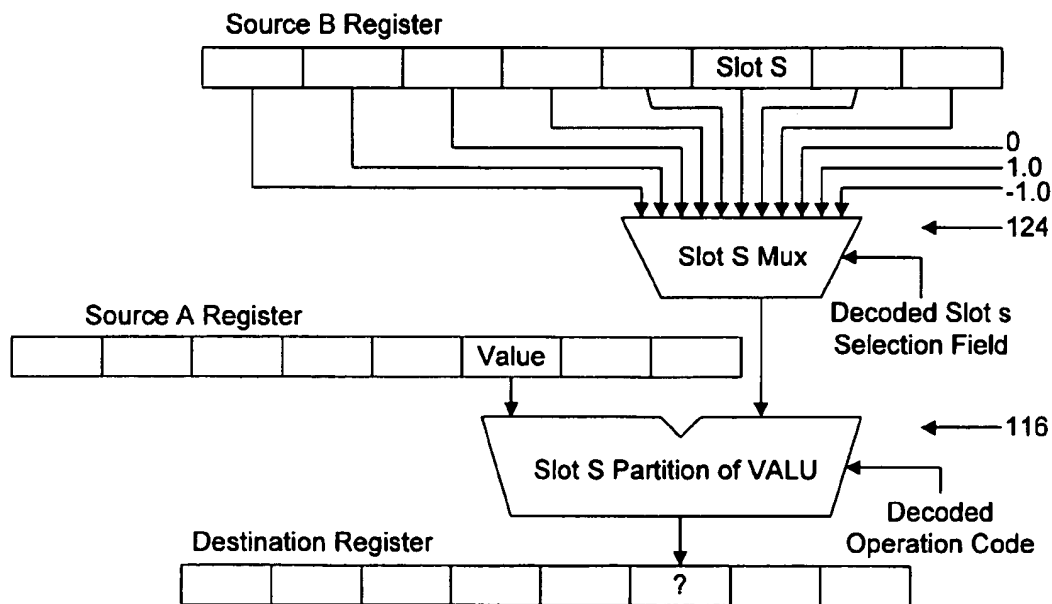 Source B Register
Slot S
0
1.0
-1.0
124
Slot S Mux
Decoded Slot s
Selection Field
Source A Register
Value
116
Slot S Partition of VALU
Decoded
Operation Code
Destination Register
?